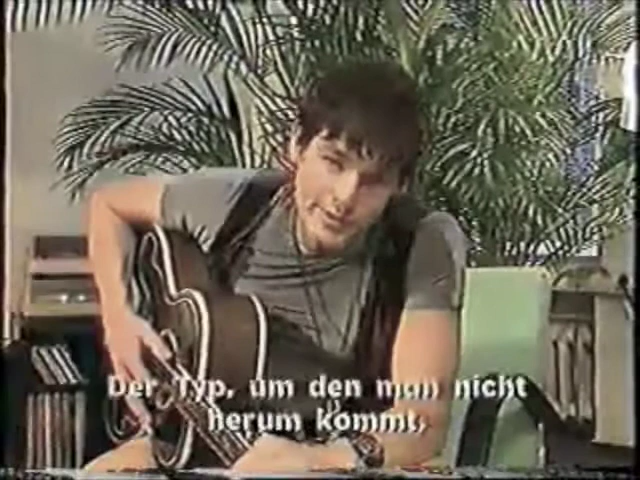 Der Typ, um den man nicht
herum kommt,